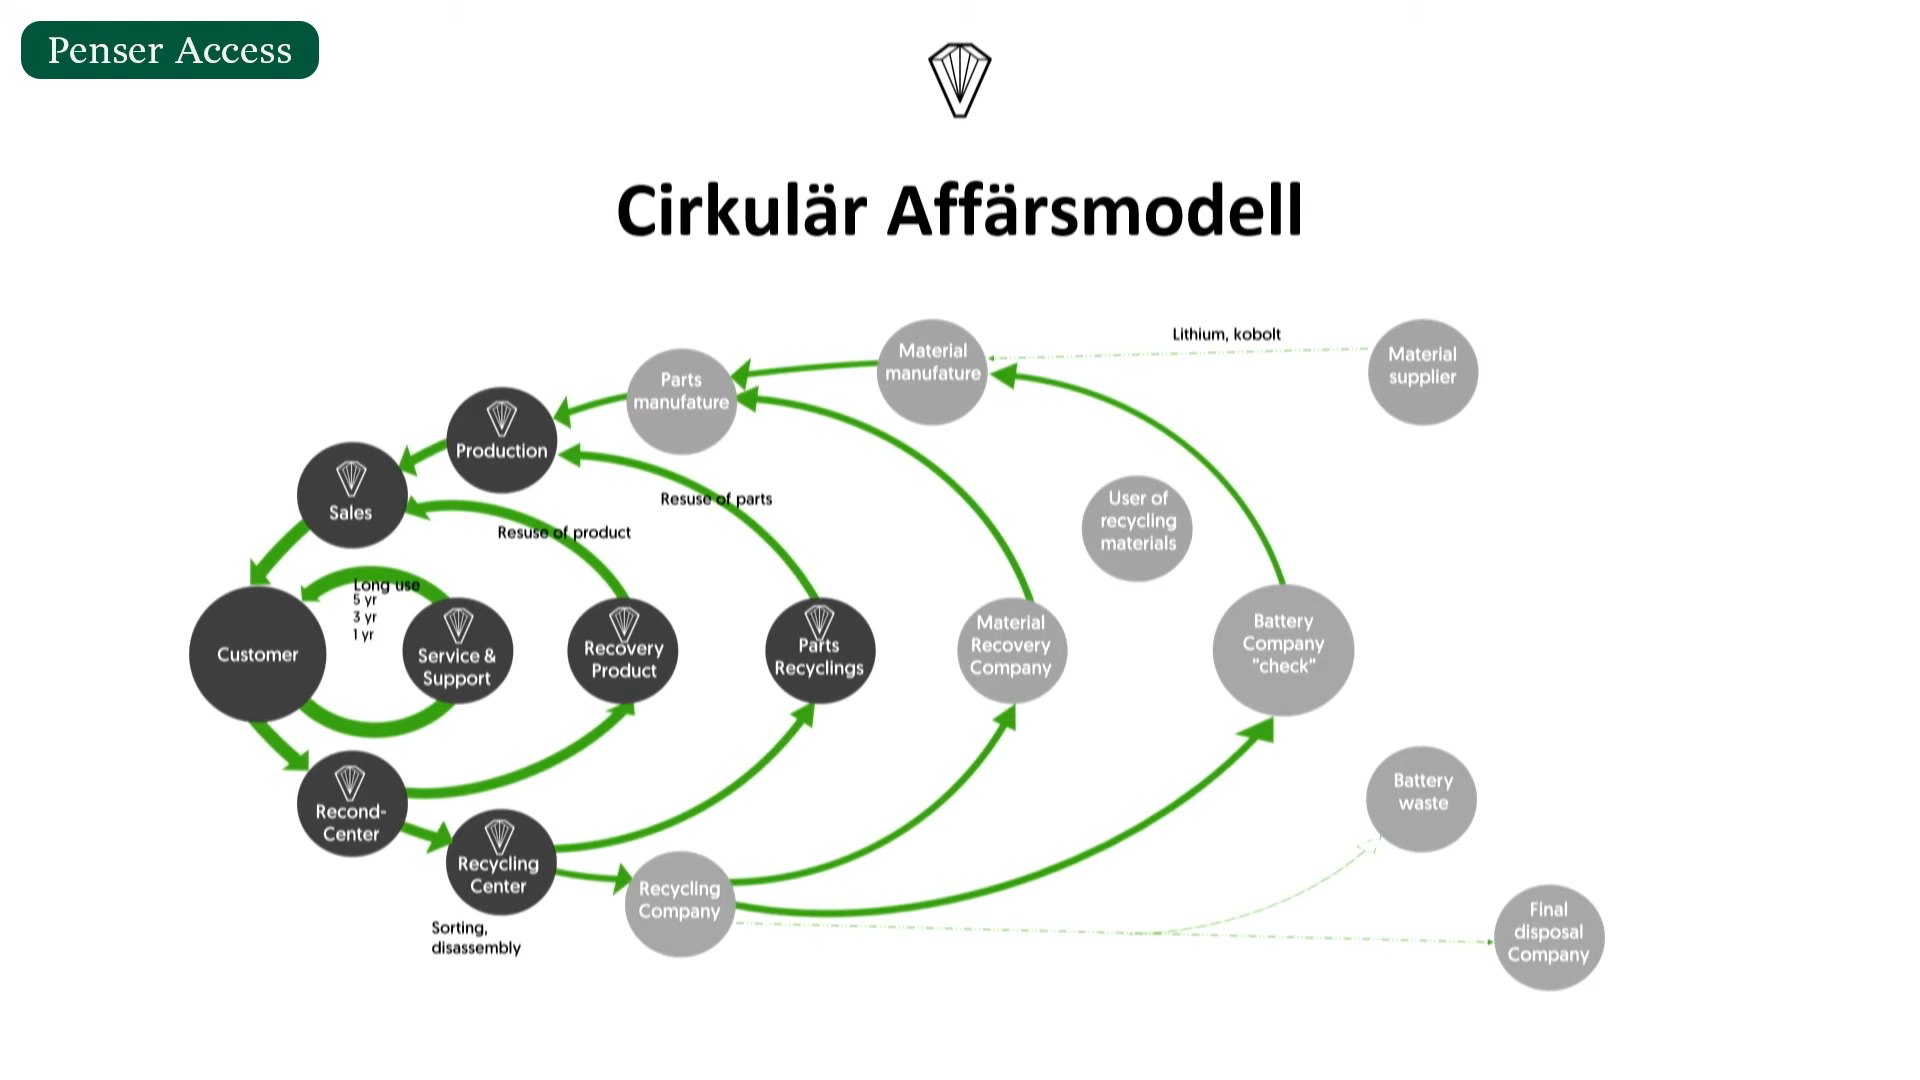 Penser Access
Cirkulär Affärsmodell
Lithium, kobolt
Material
manufature
Material
supplier
Parts
manufature
Production
Sales
Resuse of parts
Resuse of product
User of
recycling
materials
Long use
5 yr
3 yr
1 yr
Customer
Service &
Support
Recovery
Product
Parts
Recyclings
Material
Recovery
Company
Battery
Company
"check"
Recond-
Center
Recycling
Center
Sorting,
disassembly
Recycling
Company
Battery
waste
Final
disposal
Company